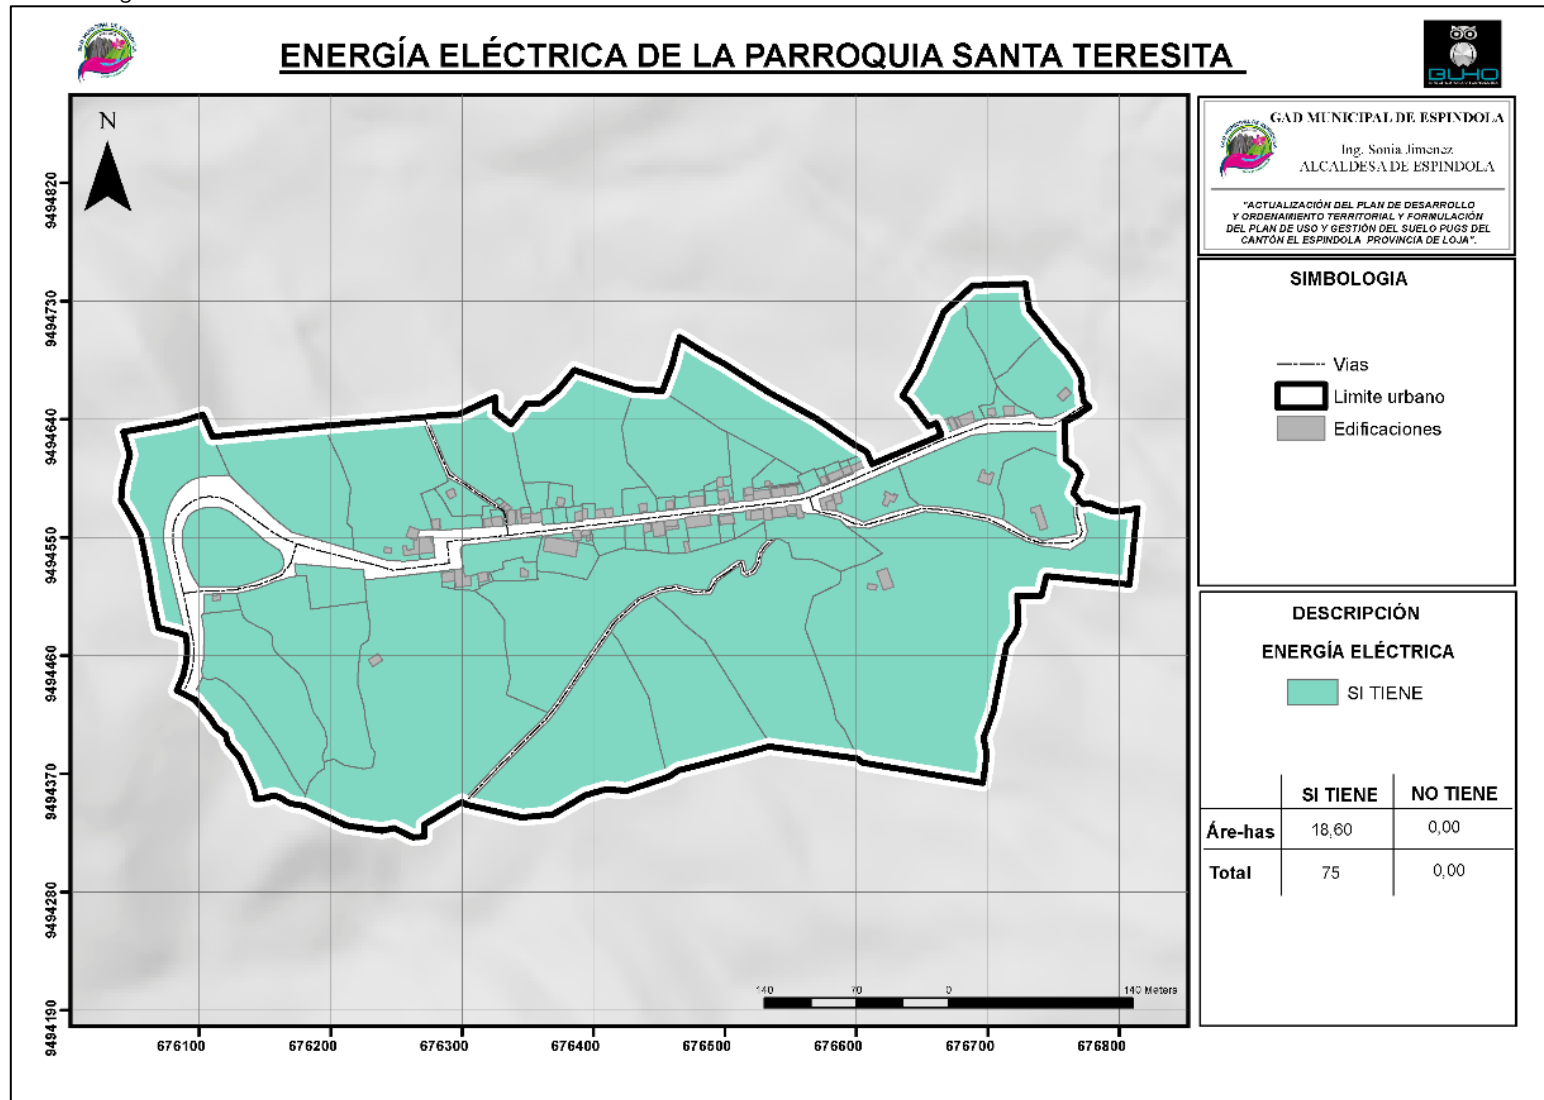 ENERGÍA ELÉCTRICA DE LA PARROQUIA SANTA TERESITA
BUHO
GAD MUNICIPAL DE ESPINDOLA
Ing. Sonia Jimenez
ALCALDESA DE ESPINDOLA
"ACTUALIZACIÓN DEL PLAN DE DESARROLLO
Y ORDENAMIENTO TERRITORIAL Y FORMULACIÓN
DEL PLAN DE USO Y GESTIÓN DEL SUELO PUGS DEL
CANTÓN EL ESPINDOLA PROVINCIA DE LOJA".
SIMBOLOGIA
Vias
Limite urbano
Edificaciones
DESCRIPCIÓN
ENERGÍA ELÉCTRICA
SI TIENE
SI TIENE NO TIENE
Áre-has 18,60 0,00
Total 75 0,00
N
9494820
9494730
9494640
9494550
9494460
9494370
9494280
9494190
140 70 0 140 Meters
676100 676200 676300 676400 676500 676600 676700 676800